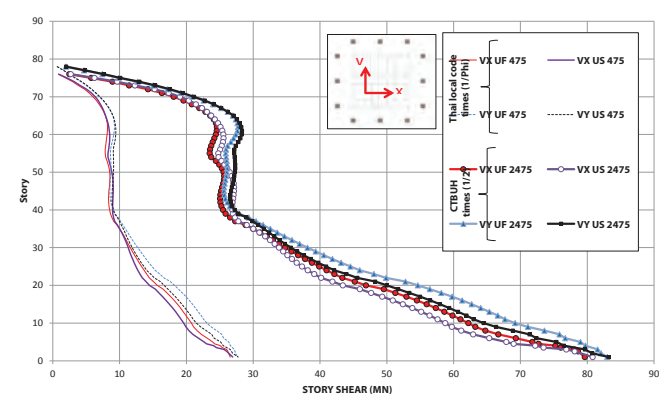 90
80
70
60
50
40
30
20
10
0
Story
0 10 20 30 40 50 60 70 80 90
STORY SHEAR (MN)
Y
X
Thai local code
times (1/Phi)
VX UF 475 VX US 475
VY UF 475 VY US 475
CTBUH
times (1/2)
VX UF 2475 VX US 2475
VY UF 2475 VY US 2475